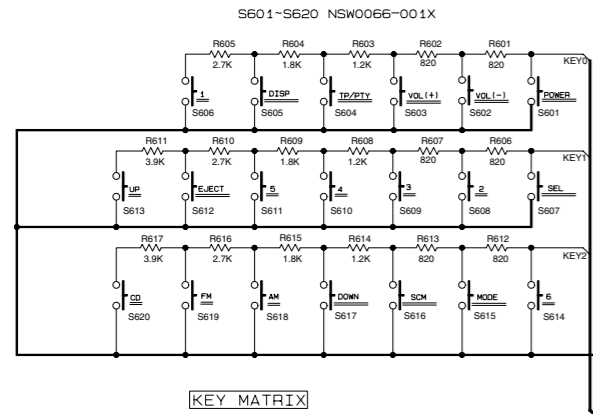 S601~S620 NSW0066-001X
R605 R604 R603 R602 R601
2.7K 1.8K 1.2K 820 820 KEY0
1 DISP TP/PTY VOL(+) VOL(-) POWER
S606 S605 S604 S603 S602 S601
R611 R610 R609 R608 R607 R606
3.9K 2.7K 1.8K 1.2K 820 820 KEY1
UP EJECT 5 4 3 2 SEL
S613 S612 S611 S610 S609 S608 S607
R617 R616 R615 R614 R613 R612
3.9K 2.7K 1.8K 1.2K 820 820 KEY2
CD FM AM DOWN SCM MODE 6
S620 S619 S618 S617 S616 S615 S614
KEY MATRIX